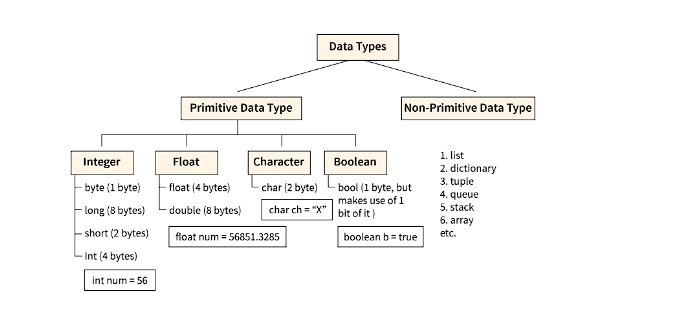 Data Types
Primitive Data Type
Non-Primitive Data Type
Integer
byte (1 byte)
long (8 bytes)
short (2 bytes)
Int (4 bytes)
int num = 56
Float
float (4 bytes)
double (8 bytes)
float num = 56851.3285
Character
char (2 byte)
char ch = “X”
Boolean
bool (1 byte, but
makes use of 1
bit of it )
boolean b = true
1. list
2. dictionary
3. tuple
4. queue
5. stack
6. array
etc.